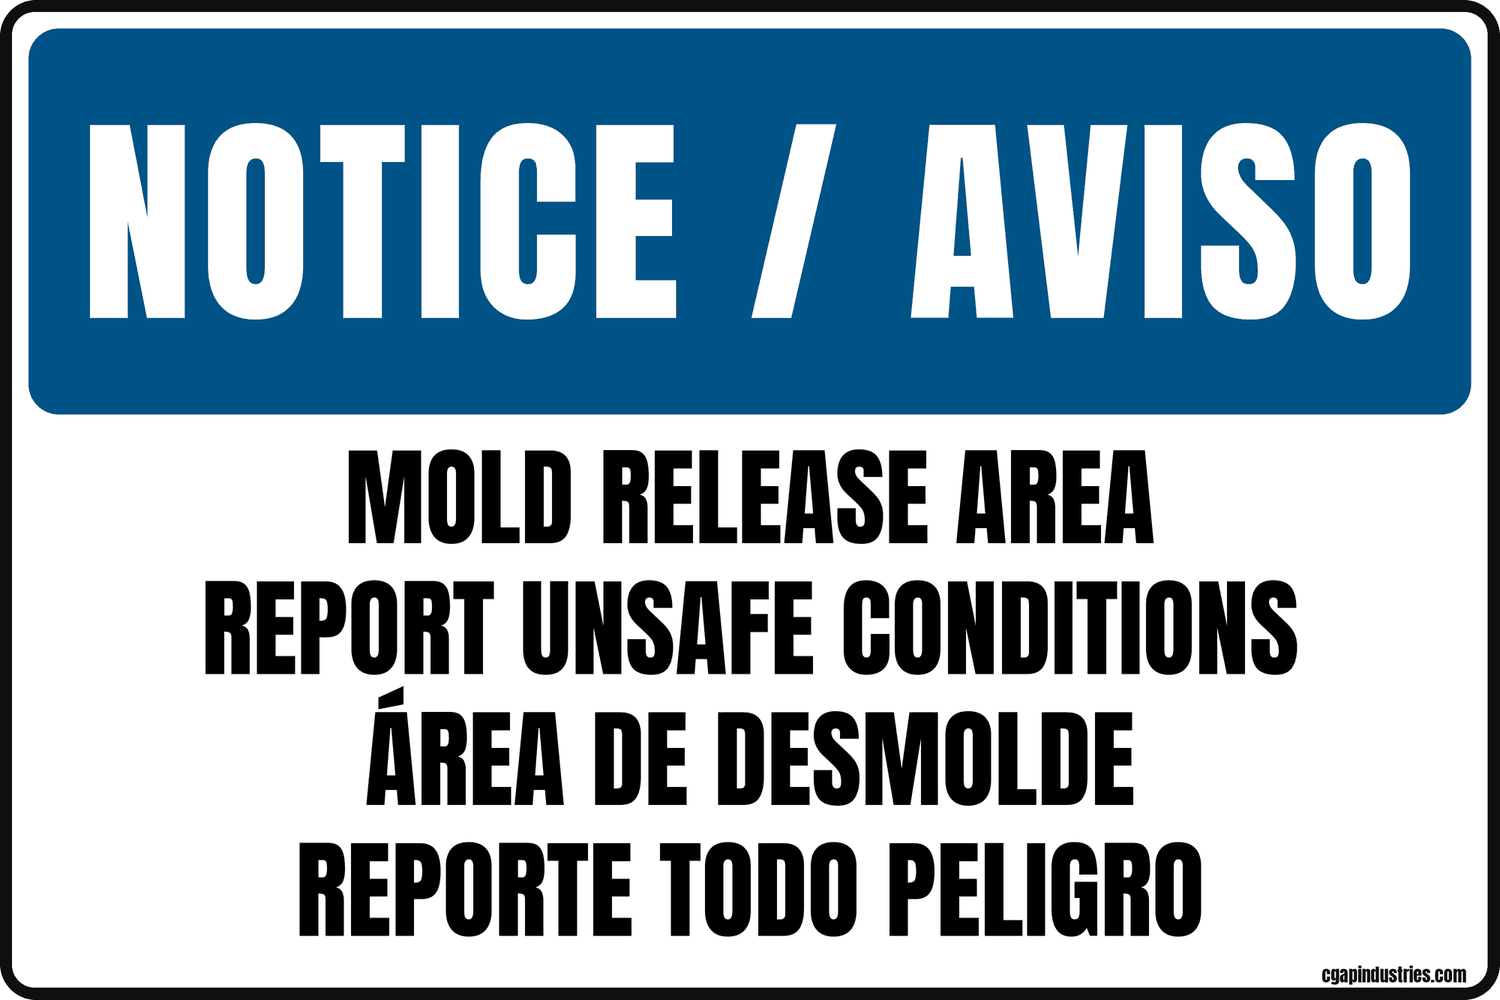 NOTICE / AVISO
MOLD RELEASE AREA
REPORT UNSAFE CONDITIONS
ÁREA DE DESMOLDE
REPORTE TODO PELIGRO
cgapindustries.com